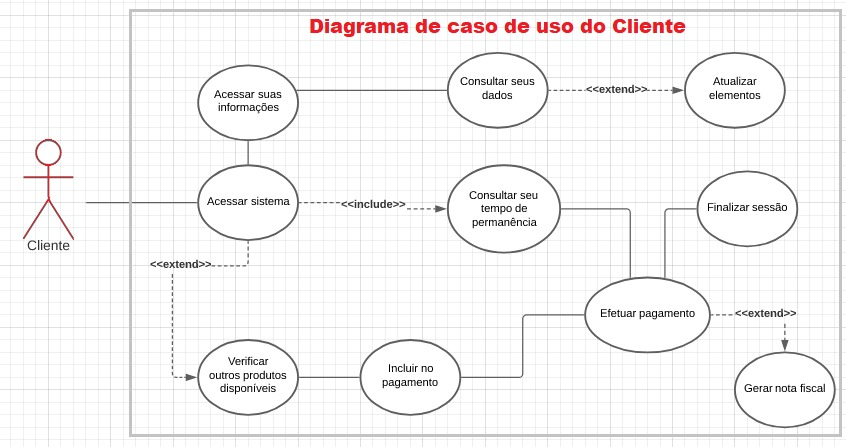 Diagrama de caso de uso do Cliente
Acessar suas
informações
Consultar seus
dados
<<extend>>
Atualizar
elementos
Cliente
Acessar sistema
<<include>>
Consultar seu
tempo de
permanência
Finalizar sessão
<<extend>>
Efetuar pagamento
<<extend>>
Verificar
outros produtos
disponíveis
Incluir no
pagamento
Gerar nota fiscal